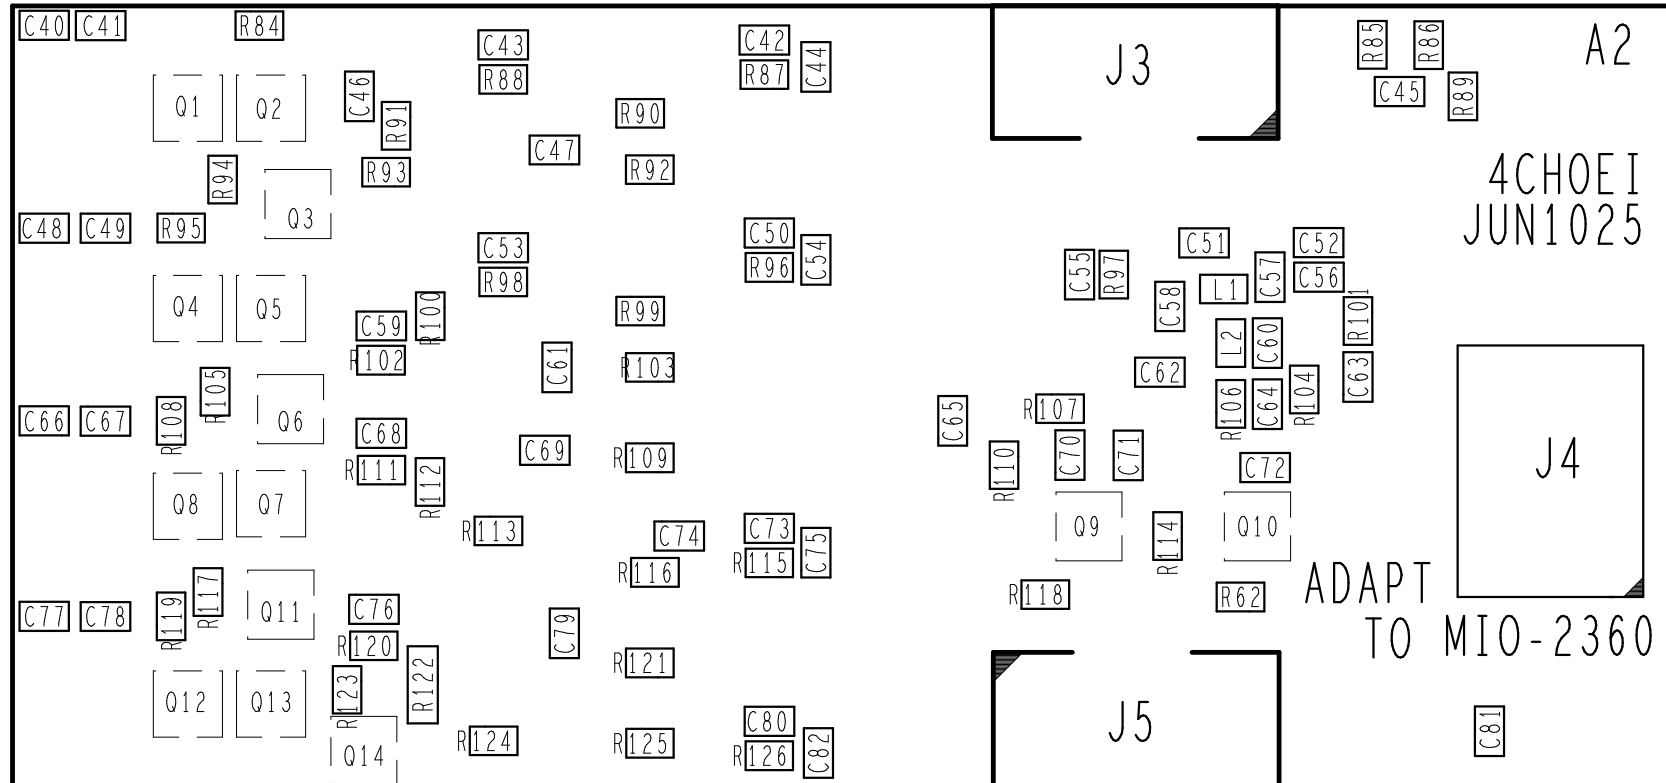 C40 C41 R84 C43 C42 C44 R85 R86 A2
R88 R87 J3 C45 R89
Q1 Q2 C46 R91 R90
R94 R93 C47 R92 4CHOEI
Q3
C48 C49 R95 C53 C50 C54 C51 C52 JUN1025
R98 R96 C55 R97 C57 C56
Q4 Q5 C59 R100 R99 C58 L1 R101
R102 C61 R103 L2 C60 C62 C63
R105 R106 C64 R104
C66 C67 R108 Q6 C68 C65 R107
R111 R112 C69 R109 R110 C70 C71 C72 J4
Q8 Q7 R113 C74 C73 C75 Q9 R114 Q10
R116 R115
R117 R118 R62 ADAPT
C77 C78 R119 Q11 C76 C79 TO MIO-2360
R120 R121
Q12 Q13 R123 R122
R124 R125 C80 C82 J5 C81
Q14 R126